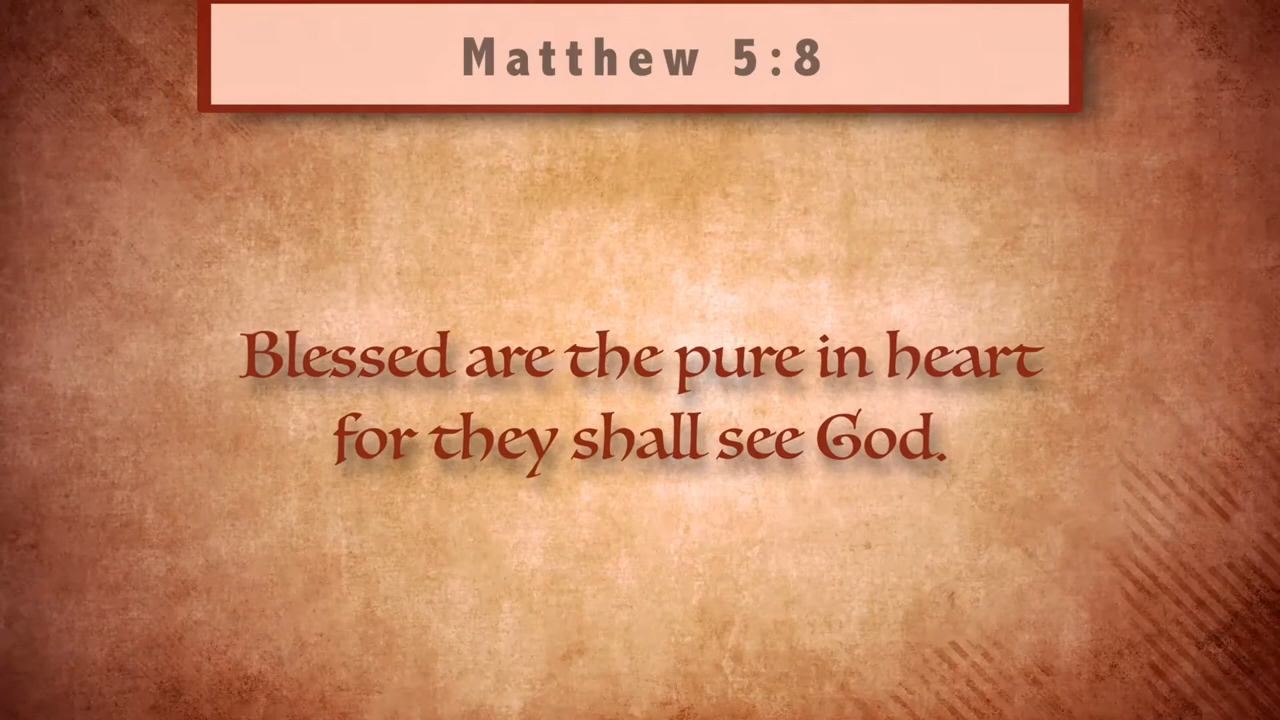 Matthew 5:8
Blessed are the pure in heart
for they shall see God.